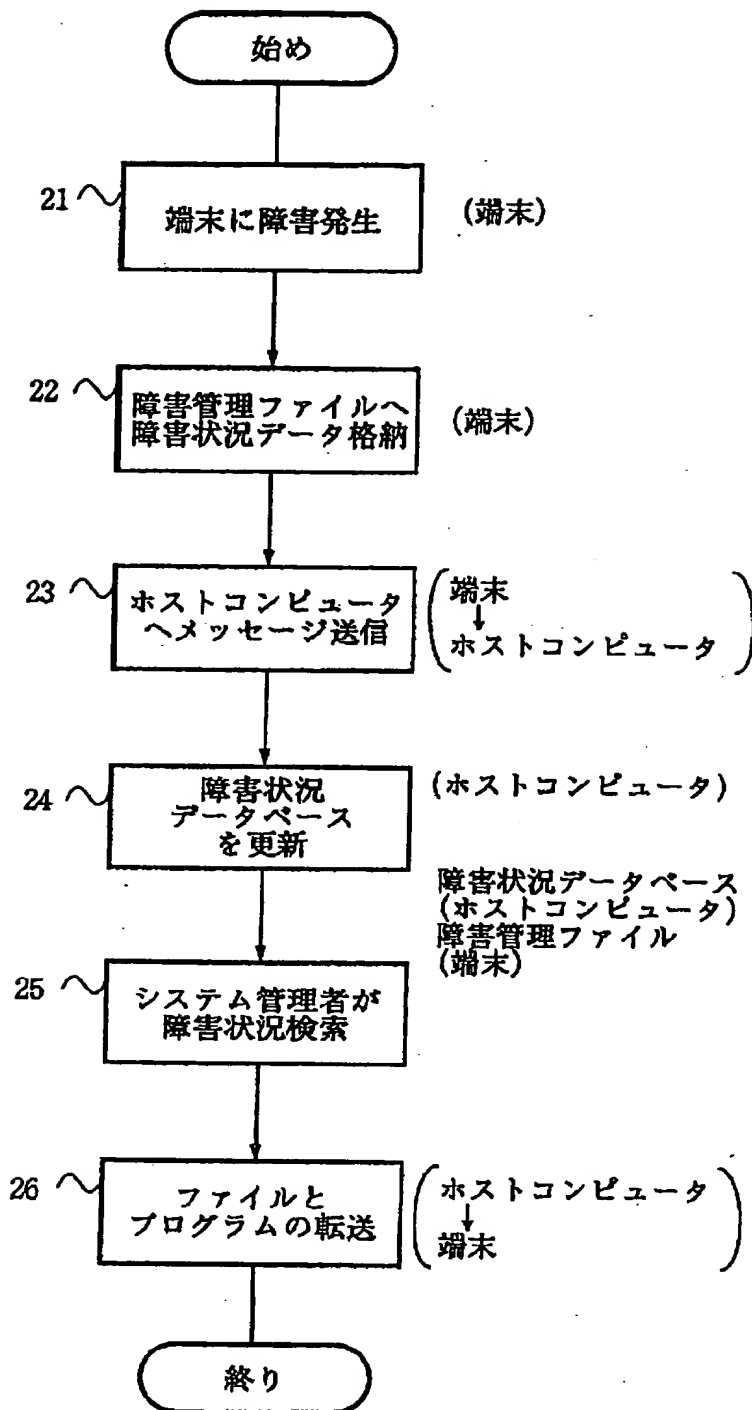 始め
21
端末に障害発生
(端末)
22
障害管理ファイルへ
障害状況データ格納
(端末)
23
ホストコンピュータ
へメッセージ送信
端末
↓
ホストコンピュータ
24
障害状況
データベース
を更新
(ホストコンピュータ)
障害状況データベース
(ホストコンピュータ)
障害管理ファイル
(端末)
25
システム管理者が
障害状況検索
26
ファイルと
プログラムの転送
ホストコンピュータ
↓
端末
終り